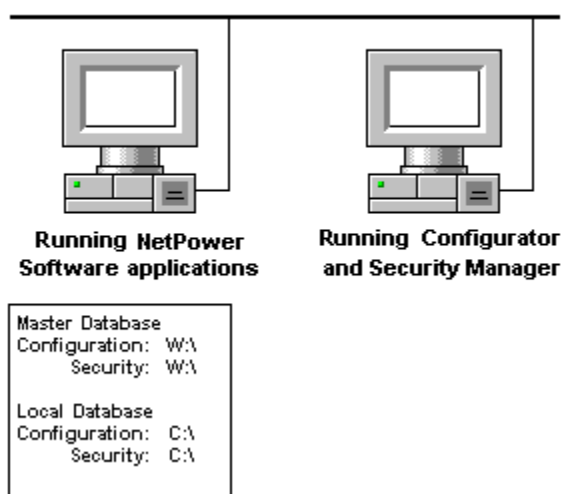 Running NetPower
Software applications
Running Configurator
and Security Manager
Master Database
Configuration: W:\
Security: W:\
Local Database
Configuration: C:\
Security: C:\